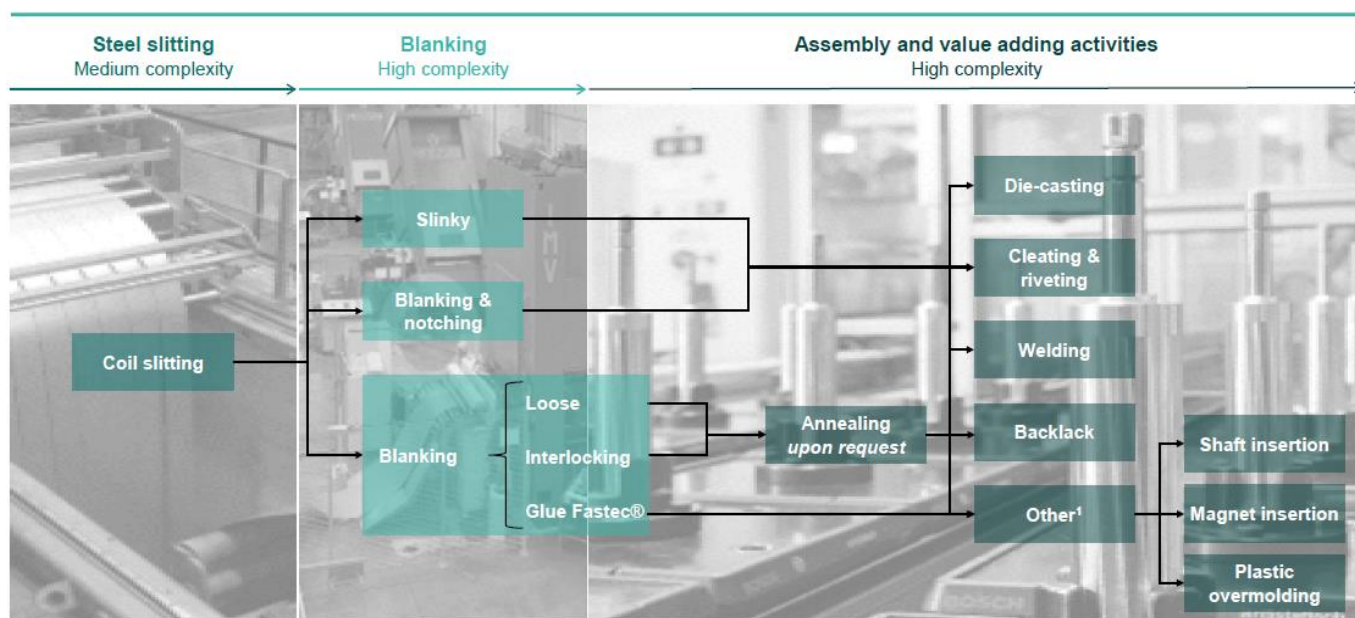 Steel slitting
Medium complexity
Blanking
High complexity
Assembly and value adding activities
High complexity
Coil slitting
Slinky
Blanking &
notching
Blanking
Loose
Interlocking
Glue Fastec®
Annealing
upon request
Die-casting
Cleating &
riveting
Welding
Backlack
Other¹
Shaft insertion
Magnet insertion
Plastic
overmolding
BOSCH